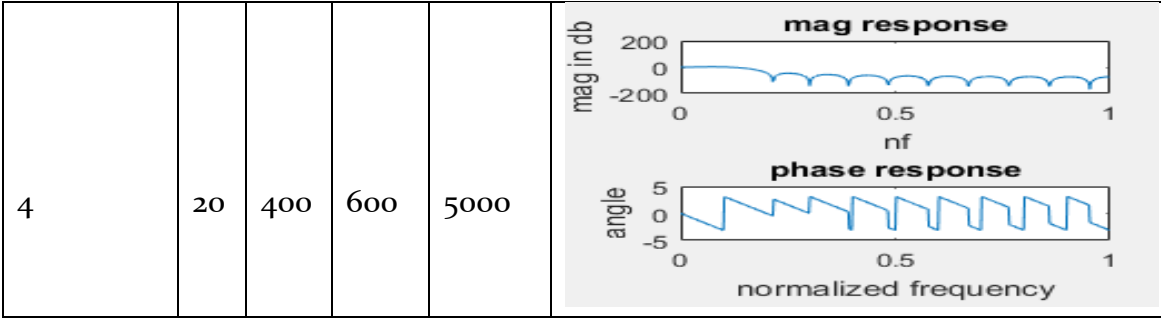 4 20 400 600 5000
mag response
mag in db
200
0
-200
0 0.5 1
nf
phase response
angle
5
0
-5
0 0.5 1
normalized frequency